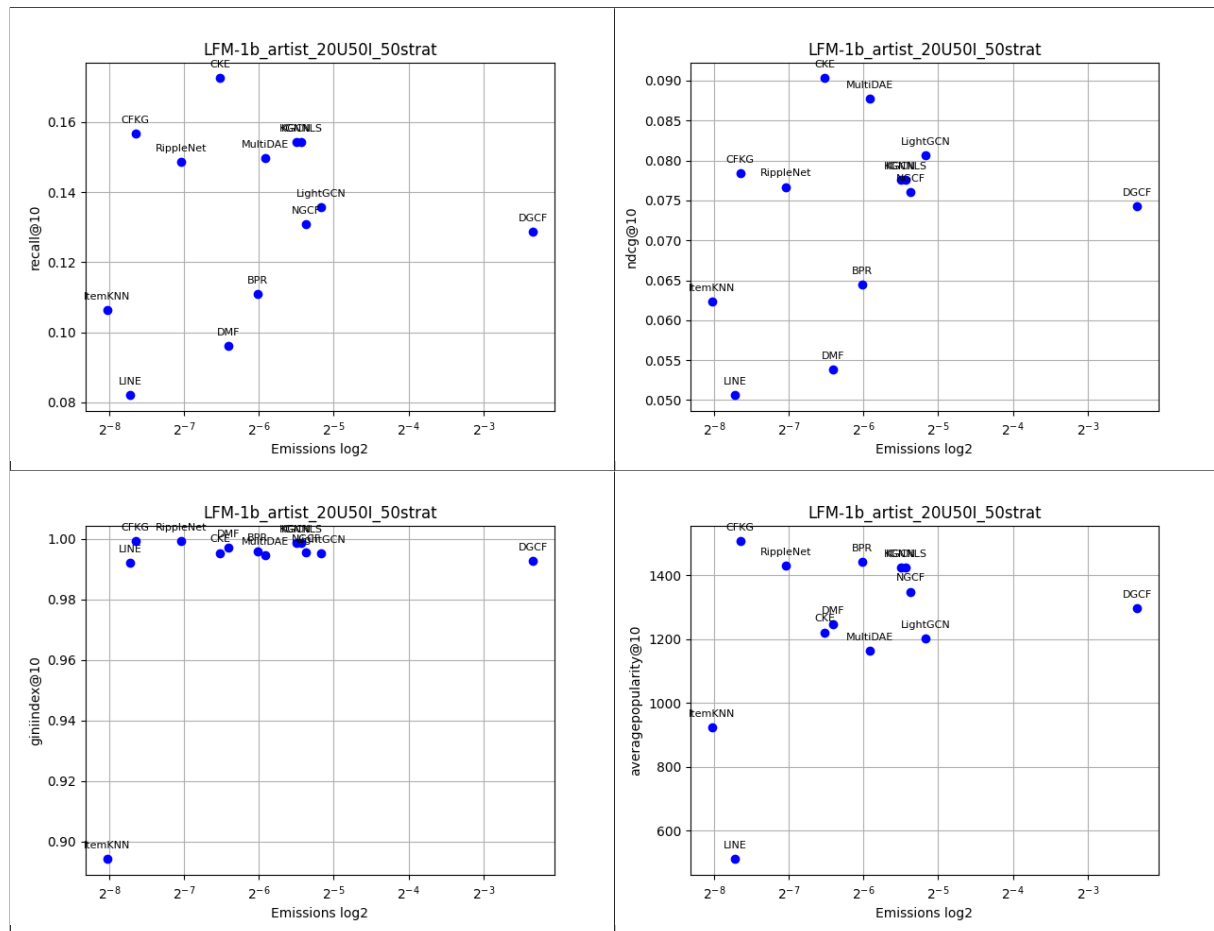 LFM-1b_artist_20U50I_50strat
CKE
CFKG
RippleNet
MultiDAE
LightGCN
NGCF
DGCF
BPR
ItemKNN
DMF
LINE
0.16
0.14
0.12
0.10
0.08
recall@10
2−8 2−7 2−6 2−5 2−4 2−3
Emissions log2
LFM-1b_artist_20U50I_50strat
CKE
MultiDAE
LightGCN
CFKG
RippleNet
NGCF
DGCF
BPR
ItemKNN
DMF
LINE
0.090
0.085
0.080
0.075
0.070
0.065
0.060
0.055
0.050
ndcg@10
2−8 2−7 2−6 2−5 2−4 2−3
Emissions log2
LFM-1b_artist_20U50I_50strat
CFKG
RippleNet
DMF
CKE
BPR
MultiDAE
NGCF
LightGCN
LINE
DGCF
ItemKNN
1.00
0.98
0.96
0.94
0.92
0.90
giniindex@10
2−8 2−7 2−6 2−5 2−4 2−3
Emissions log2
LFM-1b_artist_20U50I_50strat
CFKG
RippleNet
BPR
NGCF
DGCF
DMF
CKE
LightGCN
MultiDAE
ItemKNN
LINE
1400
1200
1000
800
600
averagepopularity@10
2−8 2−7 2−6 2−5 2−4 2−3
Emissions log2